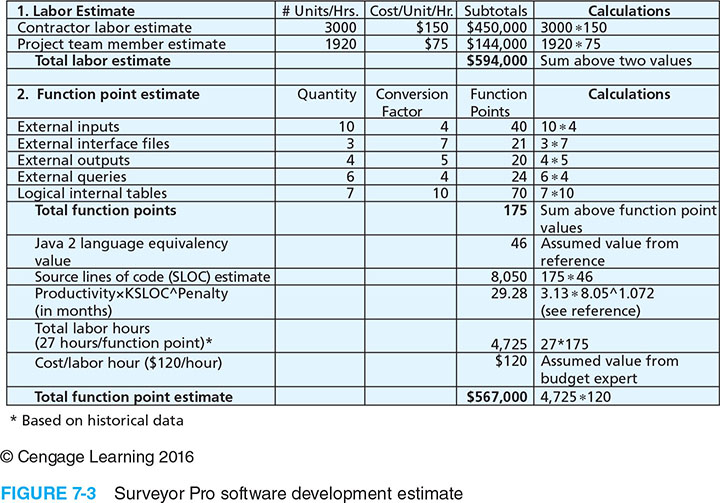 1. Labor Estimate # Units/Hrs. Cost/Unit/Hr. Subtotals Calculations
Contractor labor estimate 3000 $150 $450,000 3000 * 150
Project team member estimate 1920 $75 $144,000 1920 * 75
Total labor estimate $594,000 Sum above two values
2. Function point estimate Quantity Conversion Function Calculations
Factor Points
External inputs 10 4 40 10 * 4
External interface files 3 7 21 3 * 7
External outputs 4 5 20 4 * 5
External queries 6 4 24 6 * 4
Logical internal tables 7 10 70 7 * 10
Total function points 175 Sum above function point
values
Java 2 language equivalency 46 Assumed value from
value reference
Source lines of code (SLOC) estimate 8,050 175 * 46
Productivity×KSLOC^Penalty 29.28 3.13 * 8.05^1.072
(in months) (see reference)
Total labor hours
(27 hours/function point)* 4,725 27*175
Cost/labor hour ($120/hour) $120 Assumed value from
budget expert
Total function point estimate $567,000 4,725 * 120
* Based on historical data
© Cengage Learning 2016
FIGURE 7-3 Surveyor Pro software development estimate